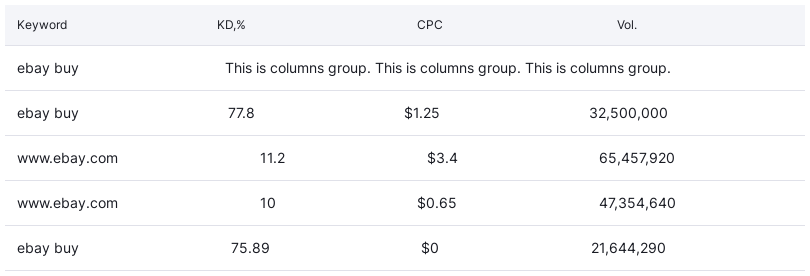 Keyword KD,% CPC Vol.
ebay buy This is columns group. This is columns group. This is columns group.
ebay buy 77.8 $1.25 32,500,000
www.ebay.com 11.2 $3.4 65,457,920
www.ebay.com 10 $0.65 47,354,640
ebay buy 75.89 $0 21,644,290